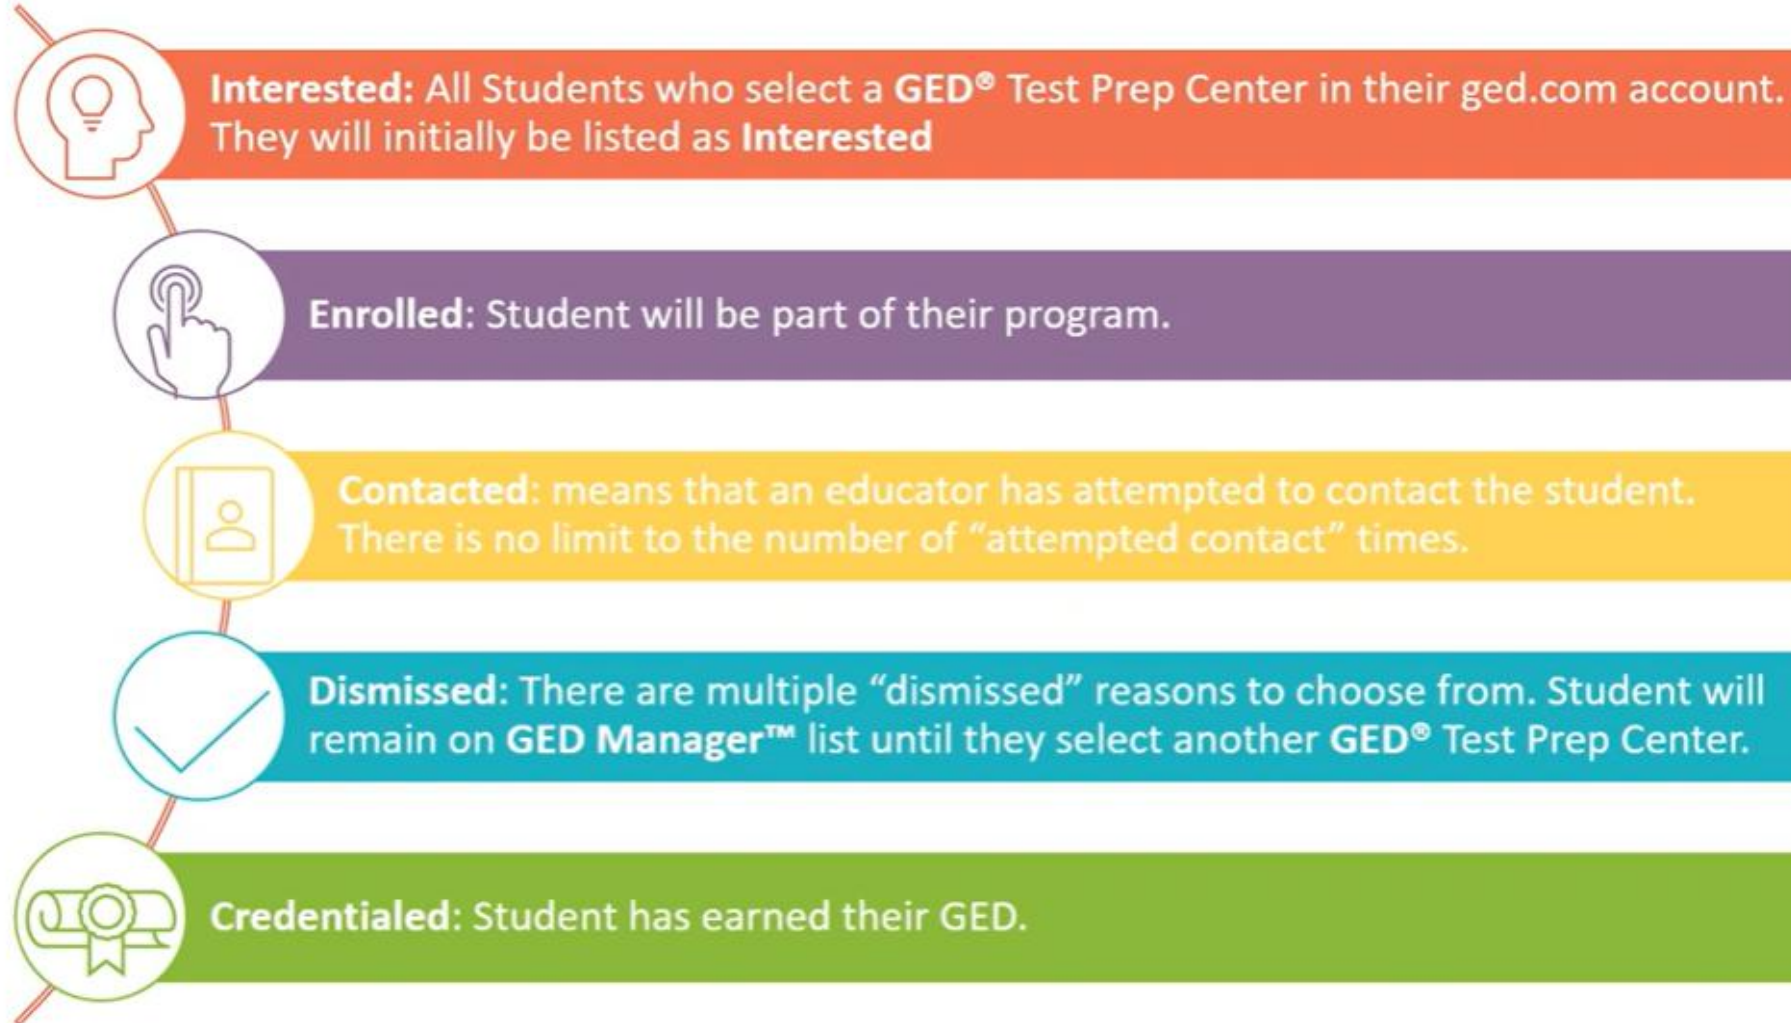 Interested: All Students who select a GED® Test Prep Center in their ged.com account.
They will initially be listed as Interested
Enrolled: Student will be part of their program.
Contacted: means that an educator has attempted to contact the student.
There is no limit to the number of “attempted contact” times.
Dismissed: There are multiple “dismissed” reasons to choose from. Student will
remain on GED Manager™ list until they select another GED® Test Prep Center.
Credentialed: Student has earned their GED.